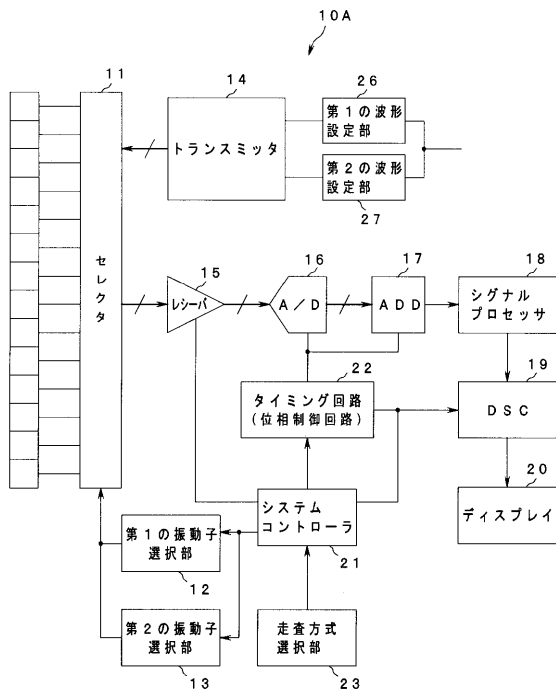 10A
11
14
26
第1の波形
設定部
トランスミッタ
第2の波形
設定部
27
セレクタ
15
レシーバ
16
A/D
17
ADD
18
シグナル
プロセッサ
22
タイミング回路
(位相制御回路)
19
DSC
20
ディスプレイ
システム
コントローラ
21
第1の振動子
選択部
12
第2の振動子
選択部
13
走査方式
選択部
23